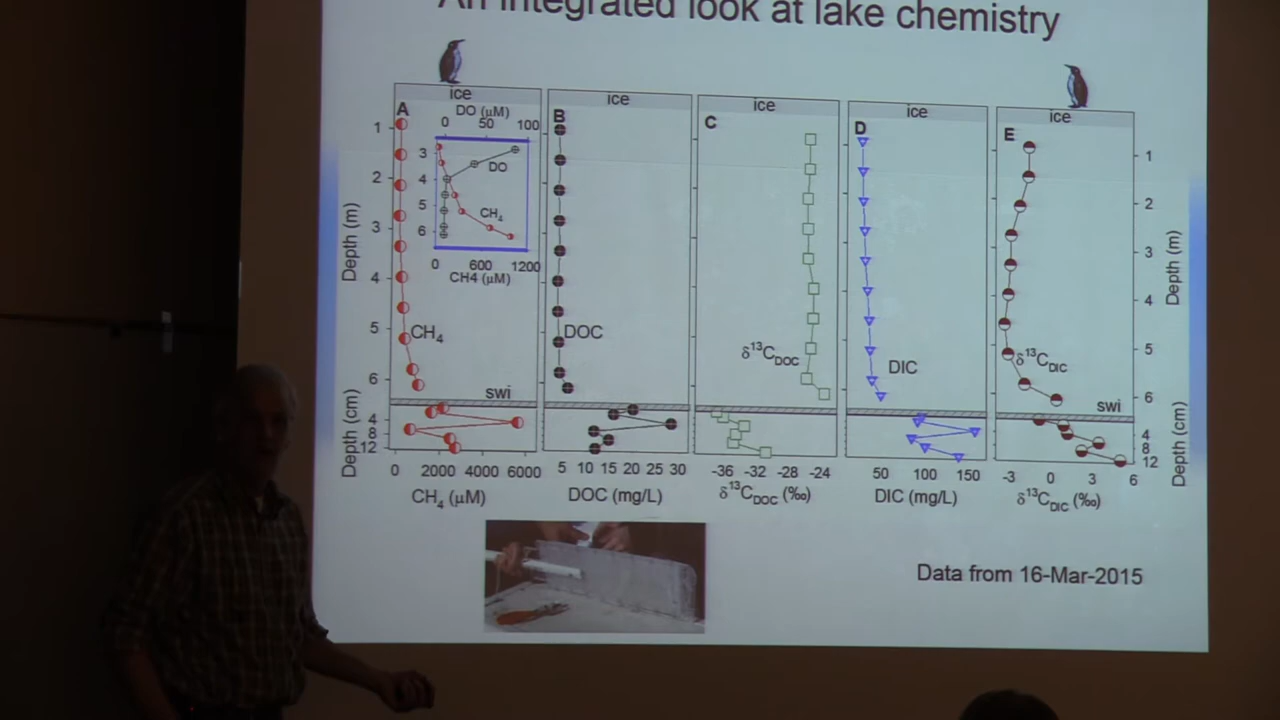 An integrated look at lake chemistry
ice
ice
ice
ice
ice
A
DO (µM)
0 50 100
3
4
5
6
DO
CH4
0 600 1200
CH4 (µM)
B
C
D
E
1
2
3
4
5
6
Depth (m)
4
8
12
Depth (cm)
CH4
swi
DOC
δ13CDOC
DIC
δ13CDIC
swi
1
2
3
4
5
6
Depth (m)
4
8
12
Depth (cm)
0 2000 4000 6000
CH4 (µM)
5 10 15 20 25 30
DOC (mg/L)
-36 -32 -28 -24
δ13CDOC (‰)
50 100 150
DIC (mg/L)
-3 0 3 6
δ13CDIC (‰)
Data from 16-Mar-2015